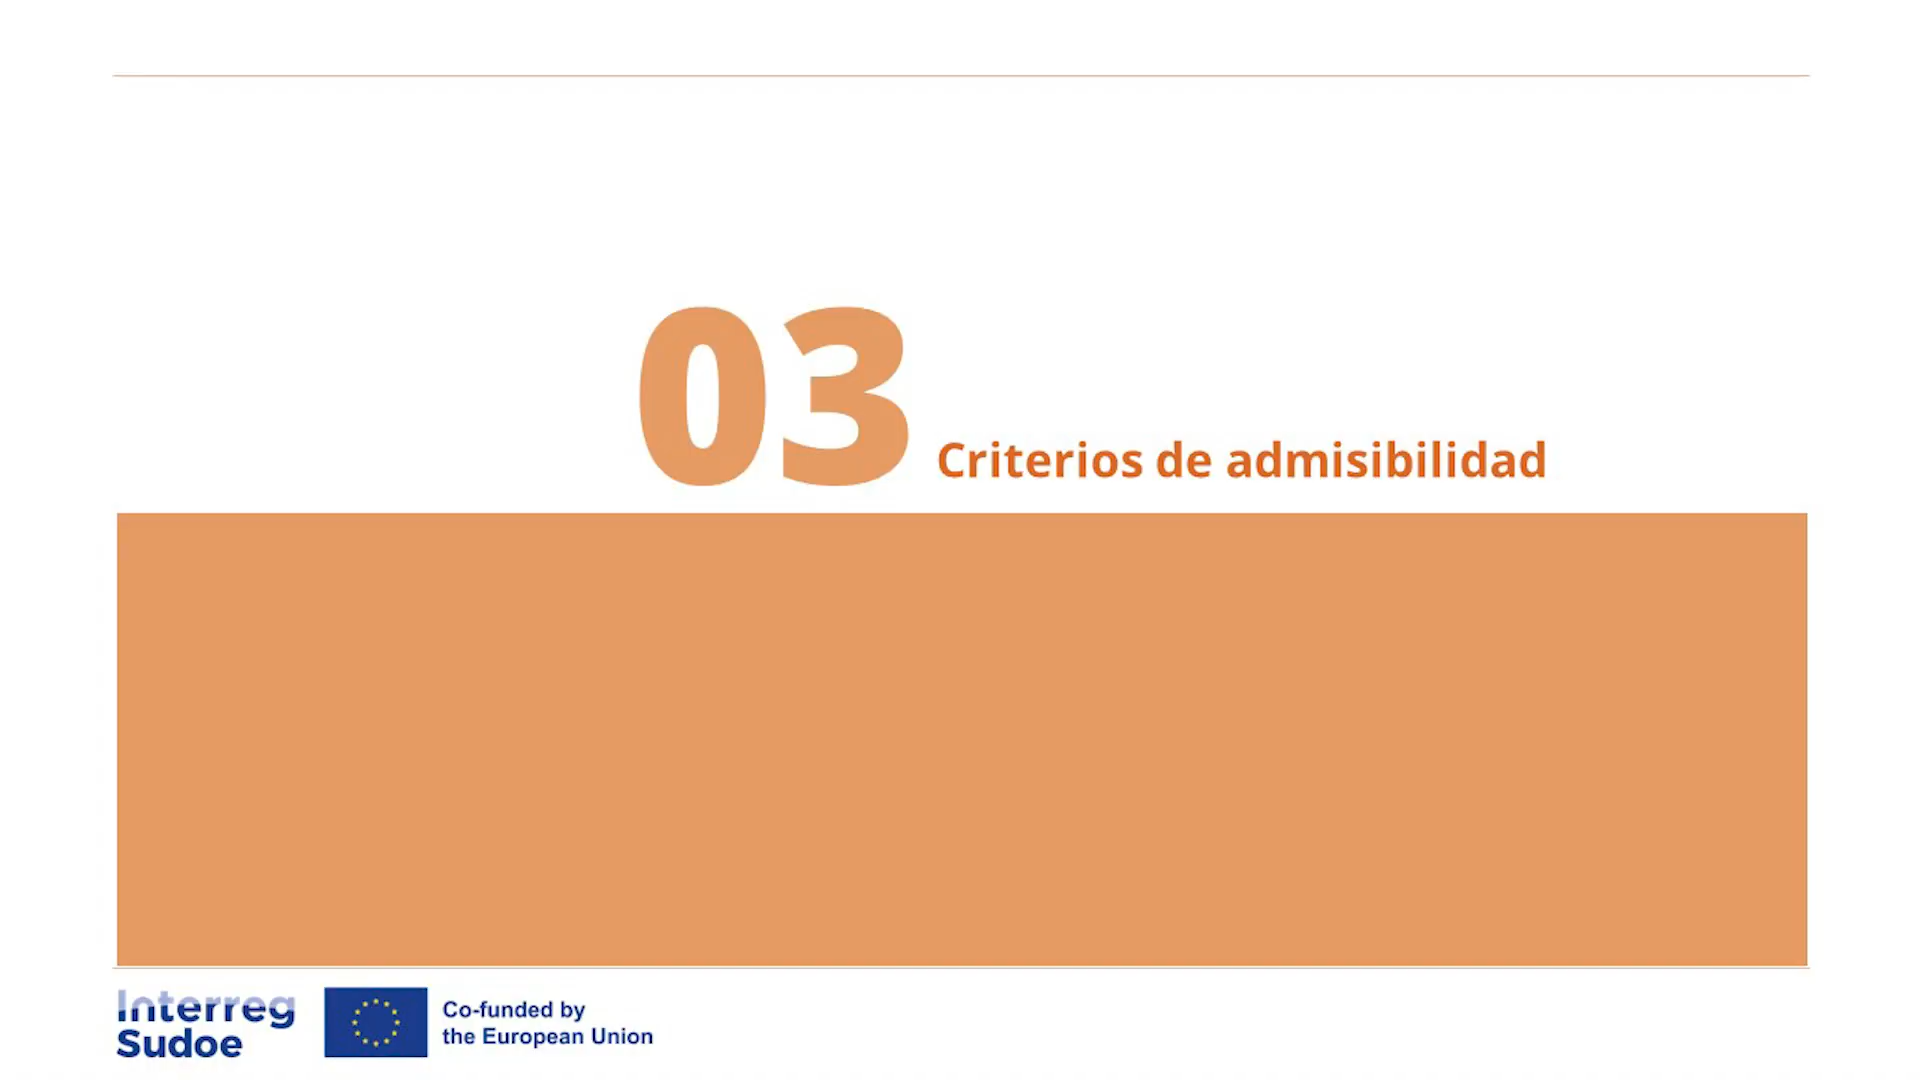 03 Criterios de admisibilidad
Interreg
Sudoe
Co-funded by
the European Union